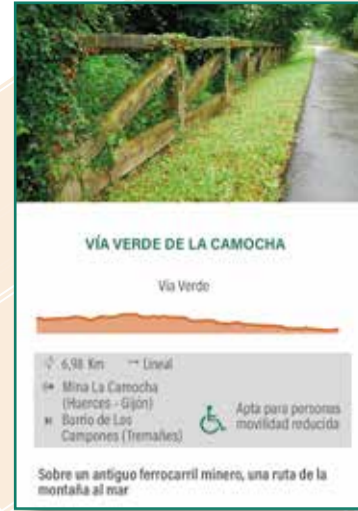 VÍA VERDE DE LA CAMOCHA
Vía Verde
6,98 Km Lineal
Mina La Camocha
(Huerces - Gijón)
Barrio de Los
Campones (Tremañes)
Apta para personas
movilidad reducida
Sobre un antiguo ferrocarril minero, una ruta de la
montaña al mar